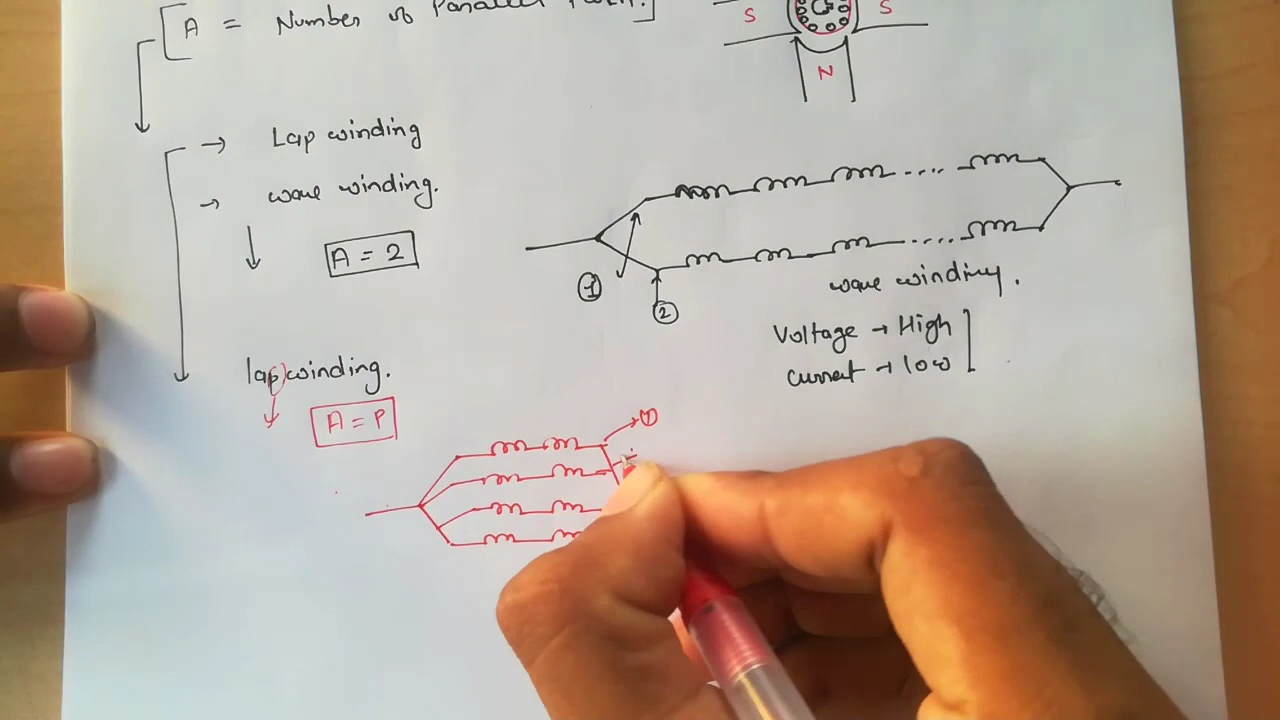 [A = Number of Parallel Path.]
S S
N
→ Lap winding
→ wave winding.
A = 2
1
2
wave winding.
Voltage → High
Current → low
lap winding.
A = P
1